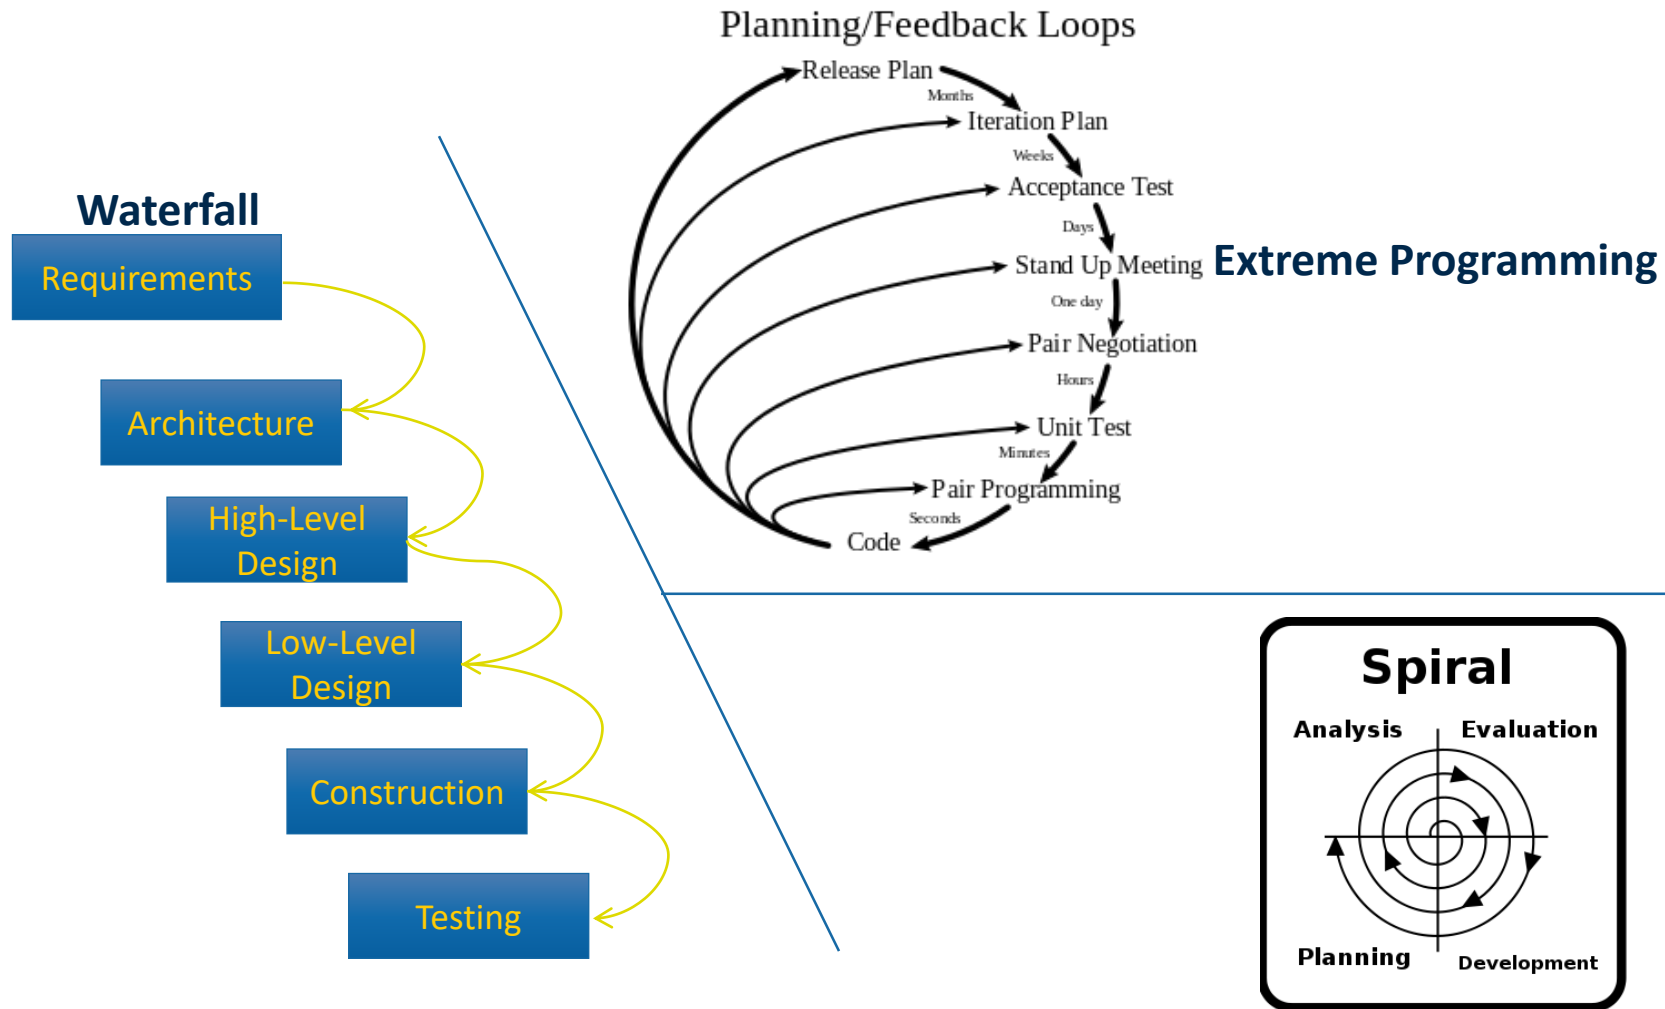 Waterfall
Requirements
Architecture
High-Level
Design
Low-Level
Design
Construction
Testing
Planning/Feedback Loops
Release Plan
Months
Iteration Plan
Weeks
Acceptance Test
Days
Stand Up Meeting
One day
Pair Negotiation
Hours
Unit Test
Minutes
Pair Programming
Seconds
Code
Extreme Programming
Spiral
Analysis
Evaluation
Planning
Development